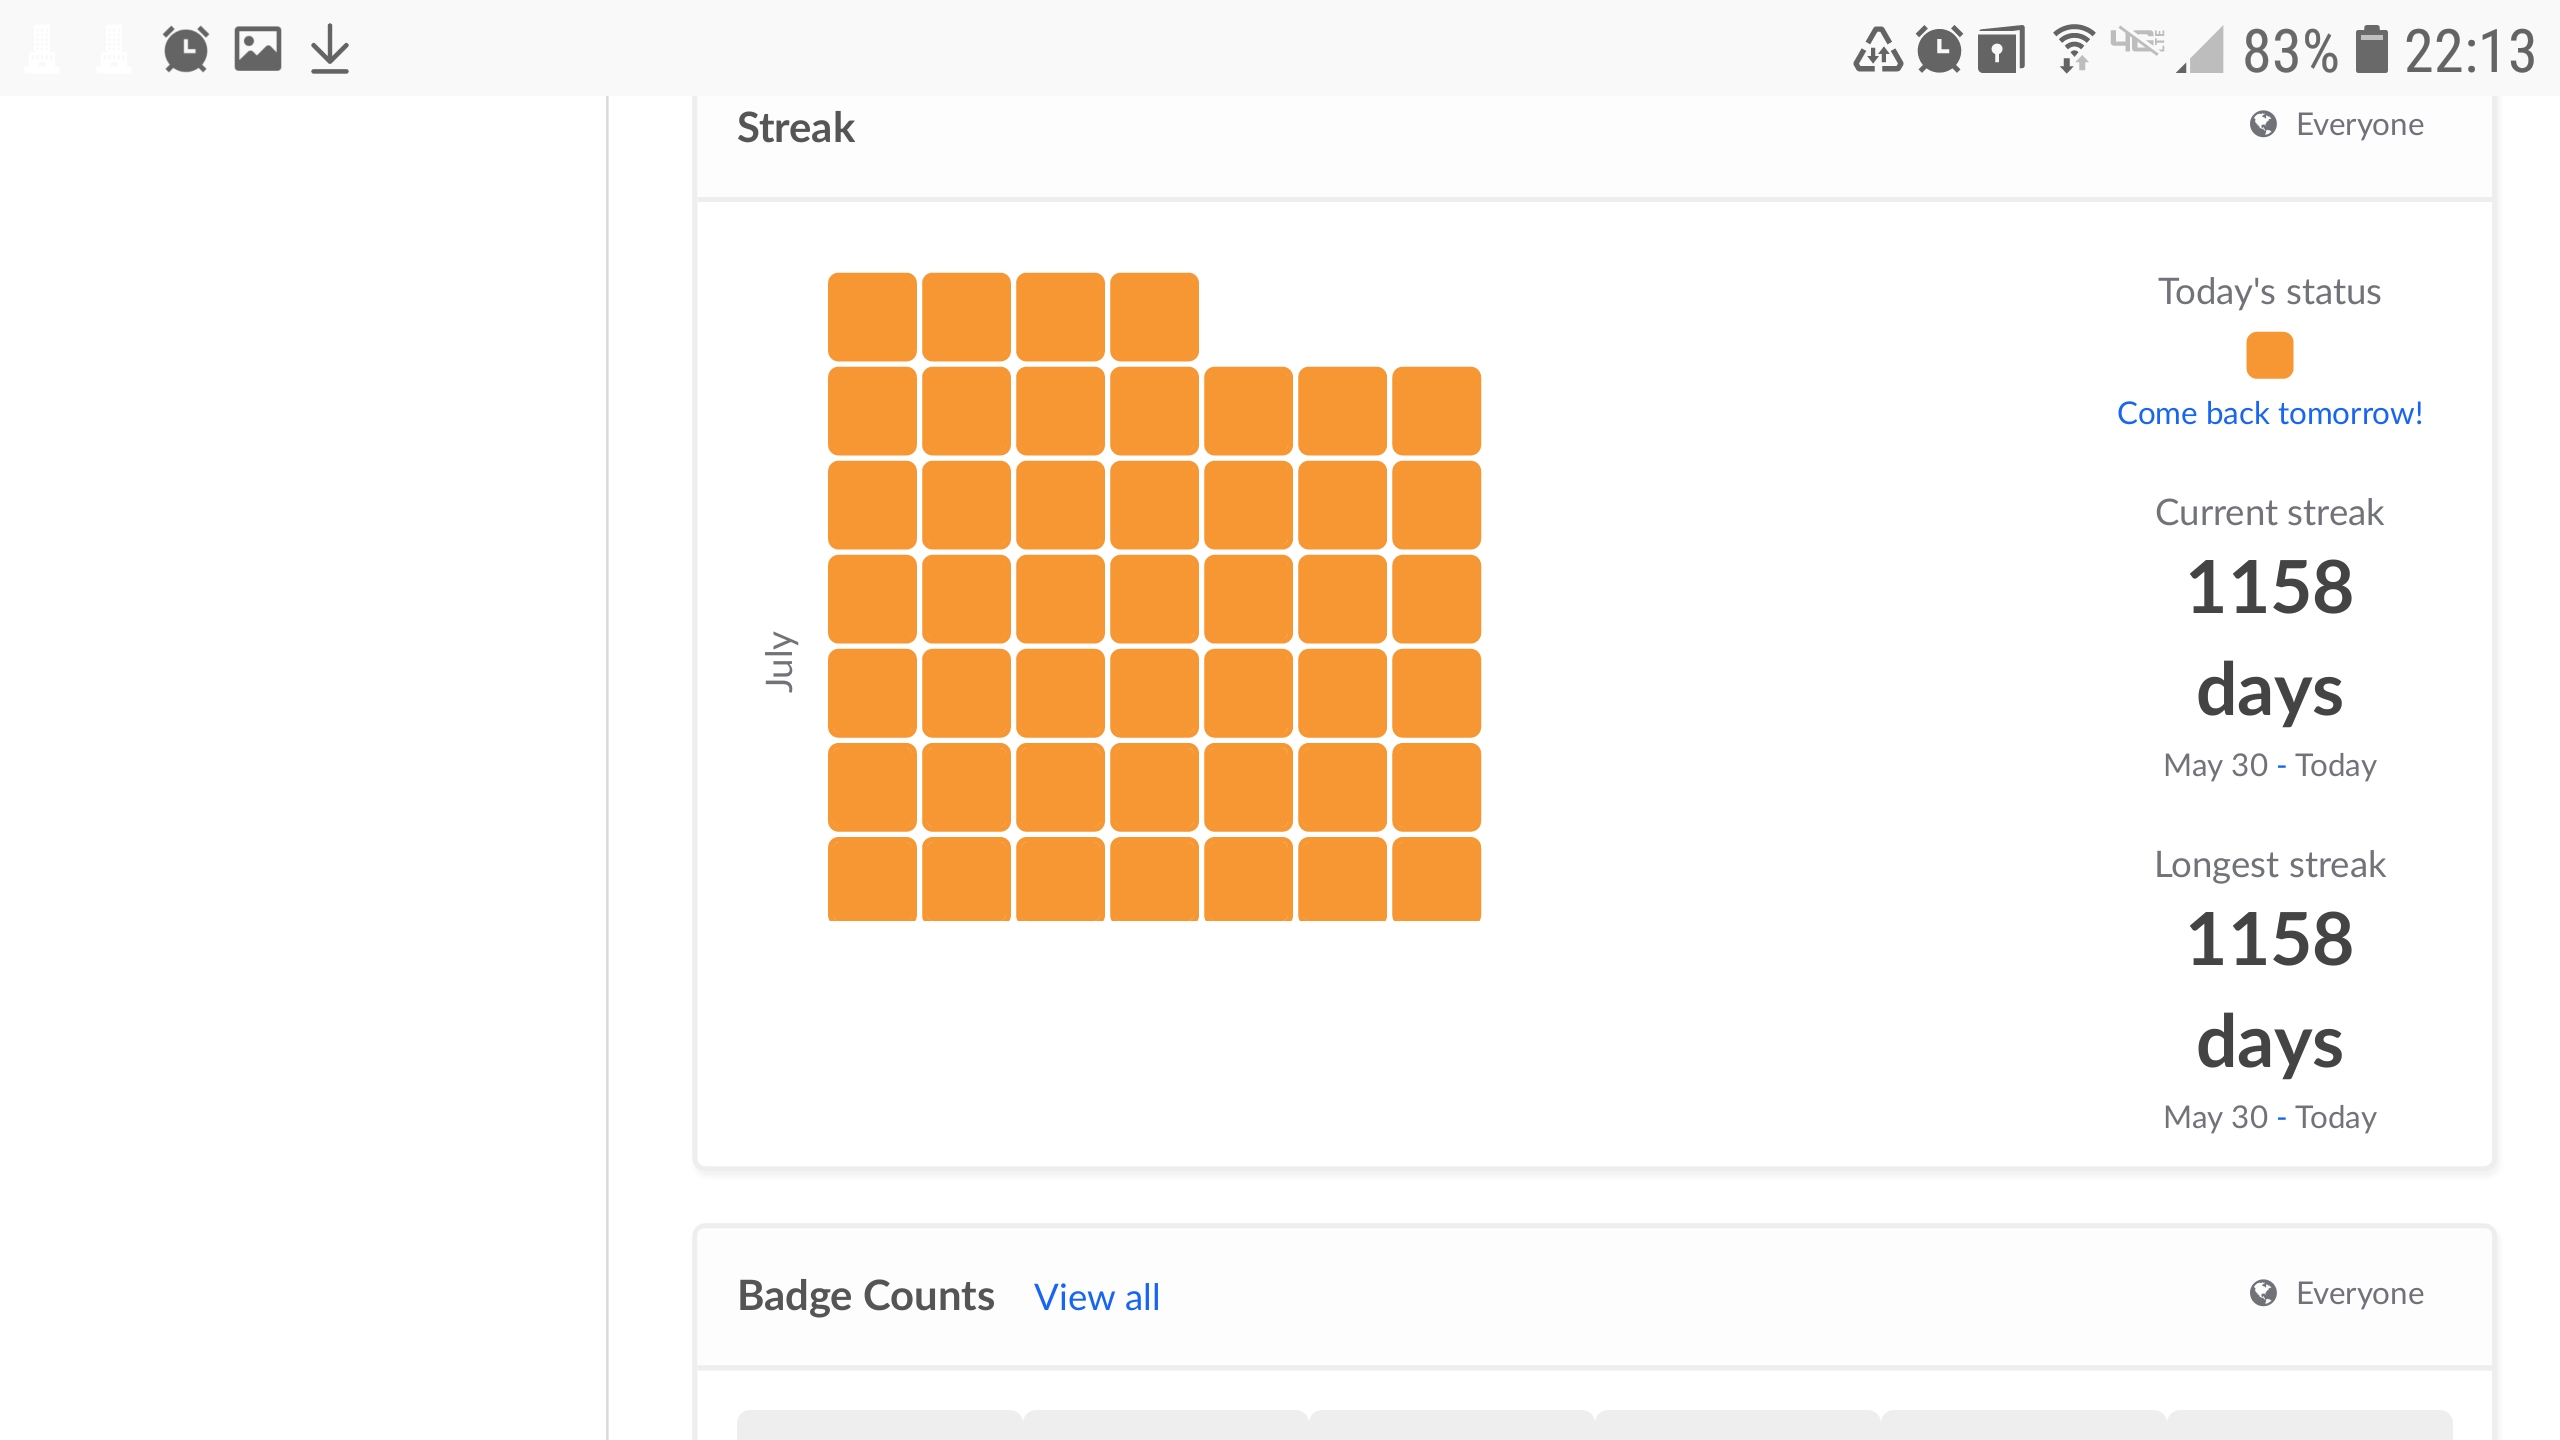 83% 22:13
Streak
Everyone
Today's status
Come back tomorrow!
Current streak
1158
days
May 30 - Today
July
Longest streak
1158
days
May 30 - Today
Badge Counts View all
Everyone